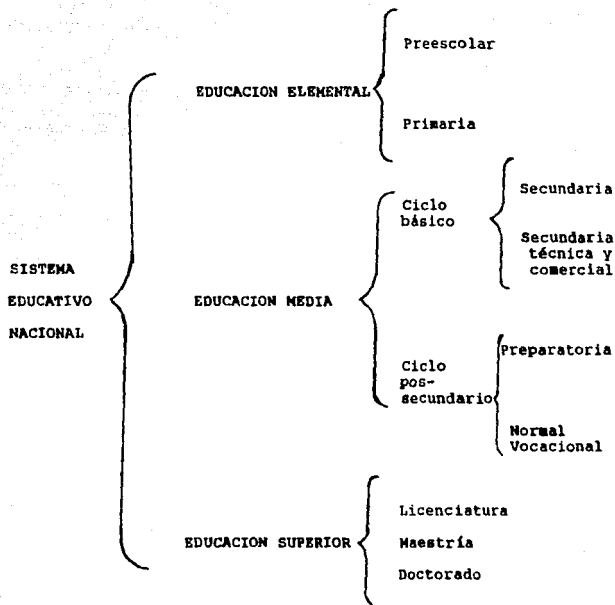 SISTEMA
EDUCATIVO
NACIONAL
EDUCACION ELEMENTAL
Preescolar
Primaria
EDUCACION MEDIA
Ciclo
básico
Secundaria
Secundaria
técnica y
comercial
Ciclo
pos-
secundario
Preparatoria
Normal
Vocacional
EDUCACION SUPERIOR
Licenciatura
Maestría
Doctorado